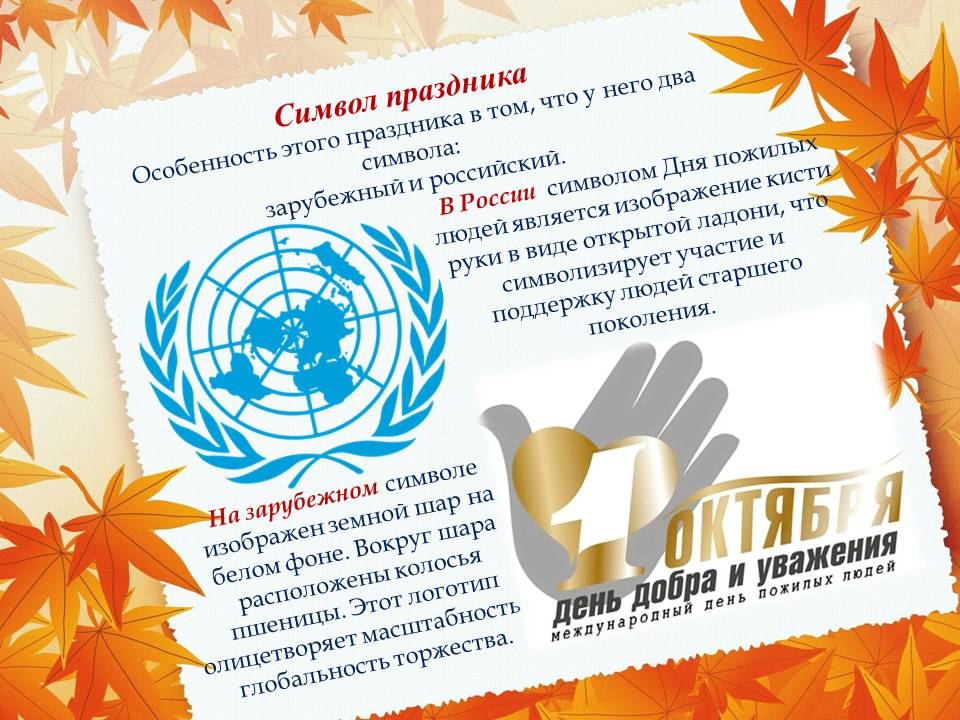 Символ праздника
Особенность этого праздника в том, что у него два
символа:
зарубежный и российский.
В России символом Дня пожилых
людей является изображение кисти
руки в виде открытой ладони, что
символизирует участие и
поддержку людей старшего
поколения.
На зарубежном символе
изображен земной шар на
белом фоне. Вокруг шара
расположены колосья
пшеницы. Этот логотип
олицетворяет масштабность
глобальность торжества.
1 ОКТЯБРЯ
день добра и уважения
международный день пожилых людей